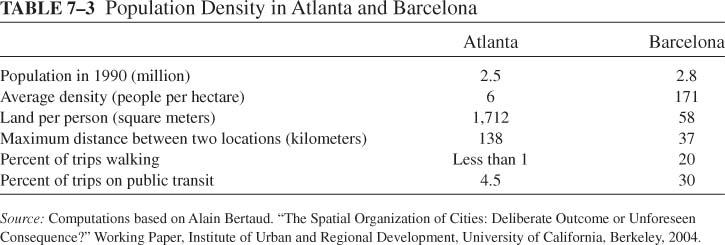 TABLE 7–3 Population Density in Atlanta and Barcelona
Atlanta Barcelona
Population in 1990 (million) 2.5 2.8
Average density (people per hectare) 6 171
Land per person (square meters) 1,712 58
Maximum distance between two locations (kilometers) 138 37
Percent of trips walking Less than 1 20
Percent of trips on public transit 4.5 30
Source: Computations based on Alain Bertaud. “The Spatial Organization of Cities: Deliberate Outcome or Unforeseen
Consequence?” Working Paper, Institute of Urban and Regional Development, University of California, Berkeley, 2004.